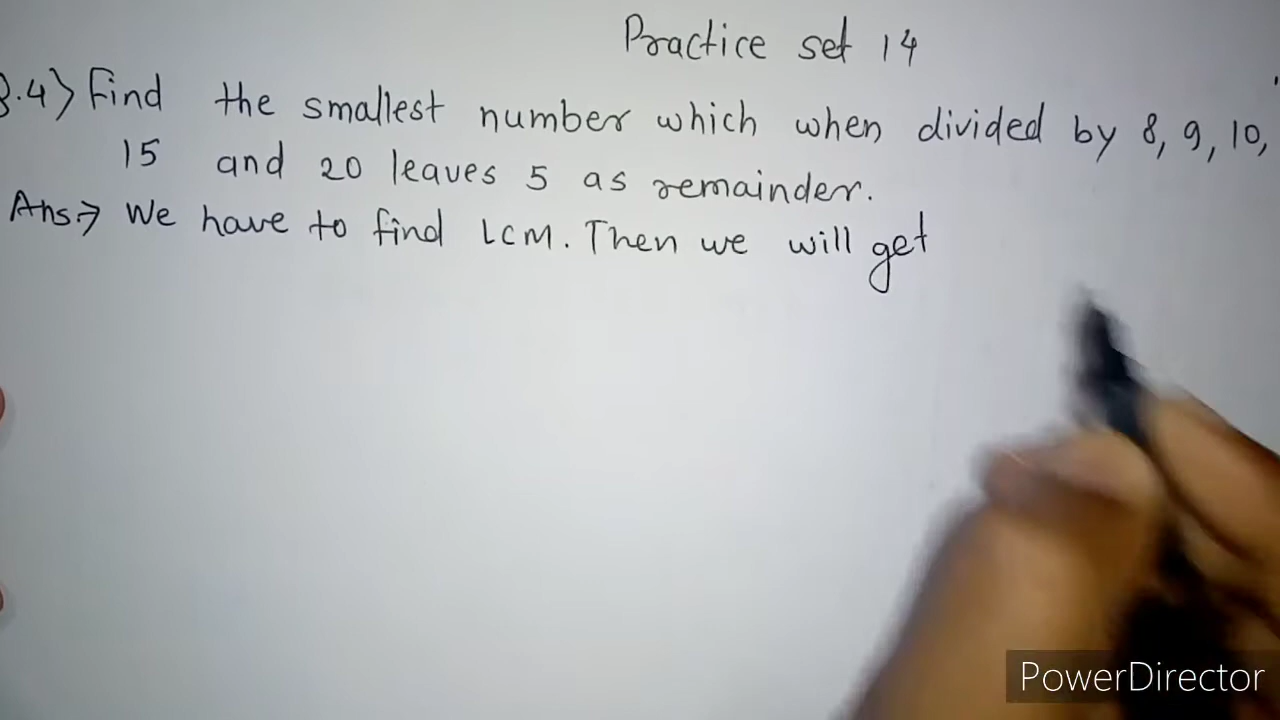 Practice set 14
.4) Find the smallest number which when divided by 8, 9, 10,
15 and 20 leaves 5 as remainder.
Ans:→ We have to find LCM. Then we will get
PowerDirector